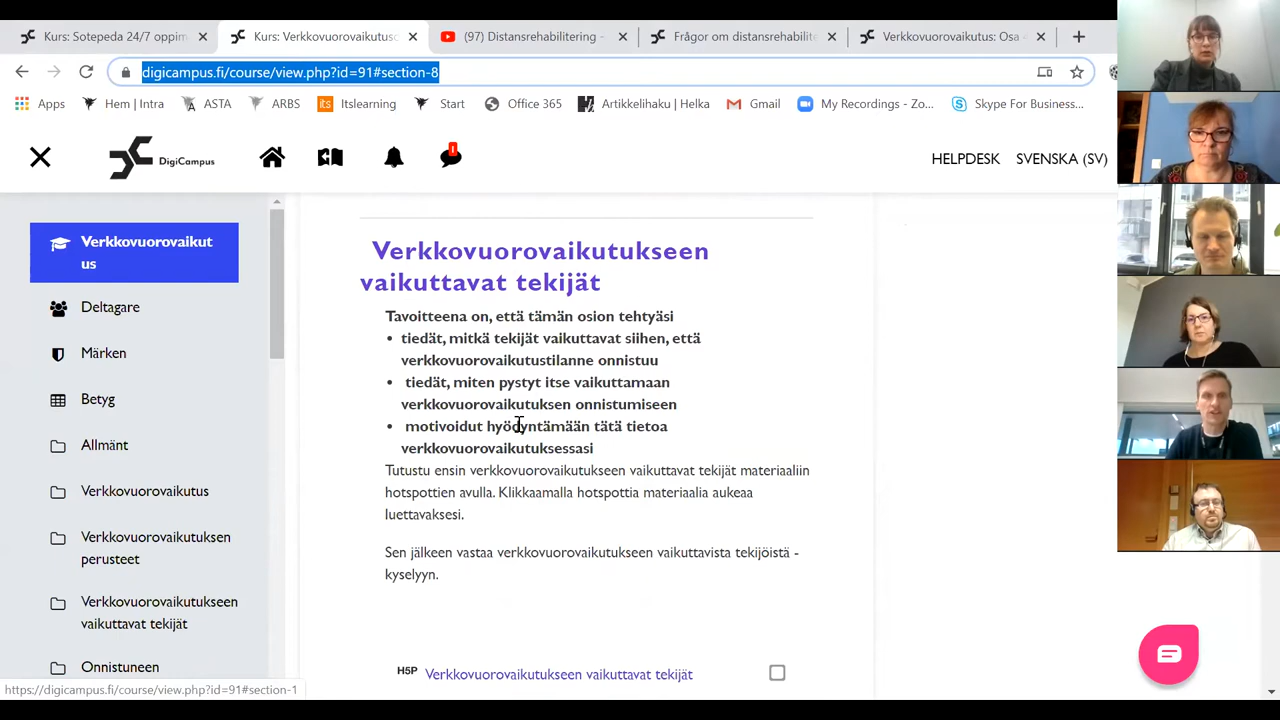 Kurs: Sotepeda 24/7 oppim
Kurs: Verkkovuorovaikutusc
(97) Distansrehabilitering -
Frågor om distansrehabilite
Verkkovuorovaikutus: Osa
digicampus.fi/course/view.php?id=91#section-8
Apps
Hem | Intra
ASTA
ARBS
its
Itslearning
Start
Office 365
Artikkelihaku | Helka
Gmail
My Recordings - Zo...
Skype For Business...
DigiCampus
HELPDESK
SVENSKA (SV)
Verkkovuorovaikut
us
Deltagare
Märken
Betyg
Allmänt
Verkkovuorovaikutus
Verkkovuorovaikutuksen
perusteet
Verkkovuorovaikutukseen
vaikuttavat tekijät
Onnistuneen
Verkkovuorovaikutukseen
vaikuttavat tekijät
Tavoitteena on, että tämän osion tehtyäsi
• tiedät, mitkä tekijät vaikuttavat siihen, että
verkkovuorovaikutustilanne onnistuu
• tiedät, miten pystyt itse vaikuttamaan
verkkovuorovaikutuksen onnistumiseen
• motivoidut hyödyntämään tätä tietoa
verkkovuorovaikutuksessasi
Tutustu ensin verkkovuorovaikutukseen vaikuttavat tekijät materiaaliin
hotspottien avulla. Klikkaamalla hotspottia materiaalia aukeaa
luettavaksesi.
Sen jälkeen vastaa verkkovuorovaikutukseen vaikuttavista tekijöistä -
kyselyyn.
H5P Verkkovuorovaikutukseen vaikuttavat tekijät
https://digicampus.fi/course/view.php?id=91#section-1